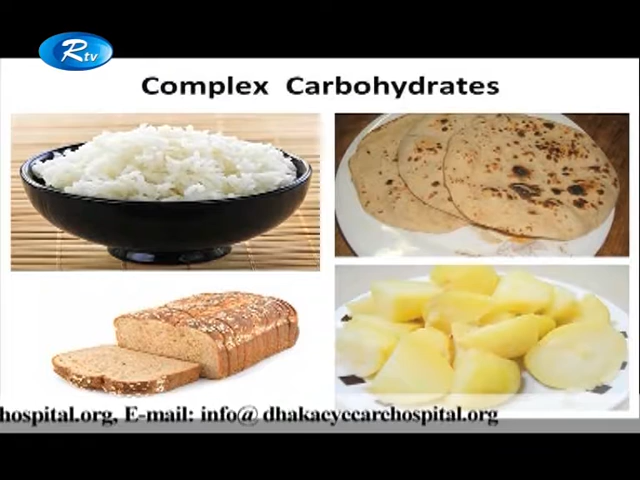 Rtv
Complex Carbohydrates
hospital.org, E-mail: info@ dhakaeyecarehospital.org